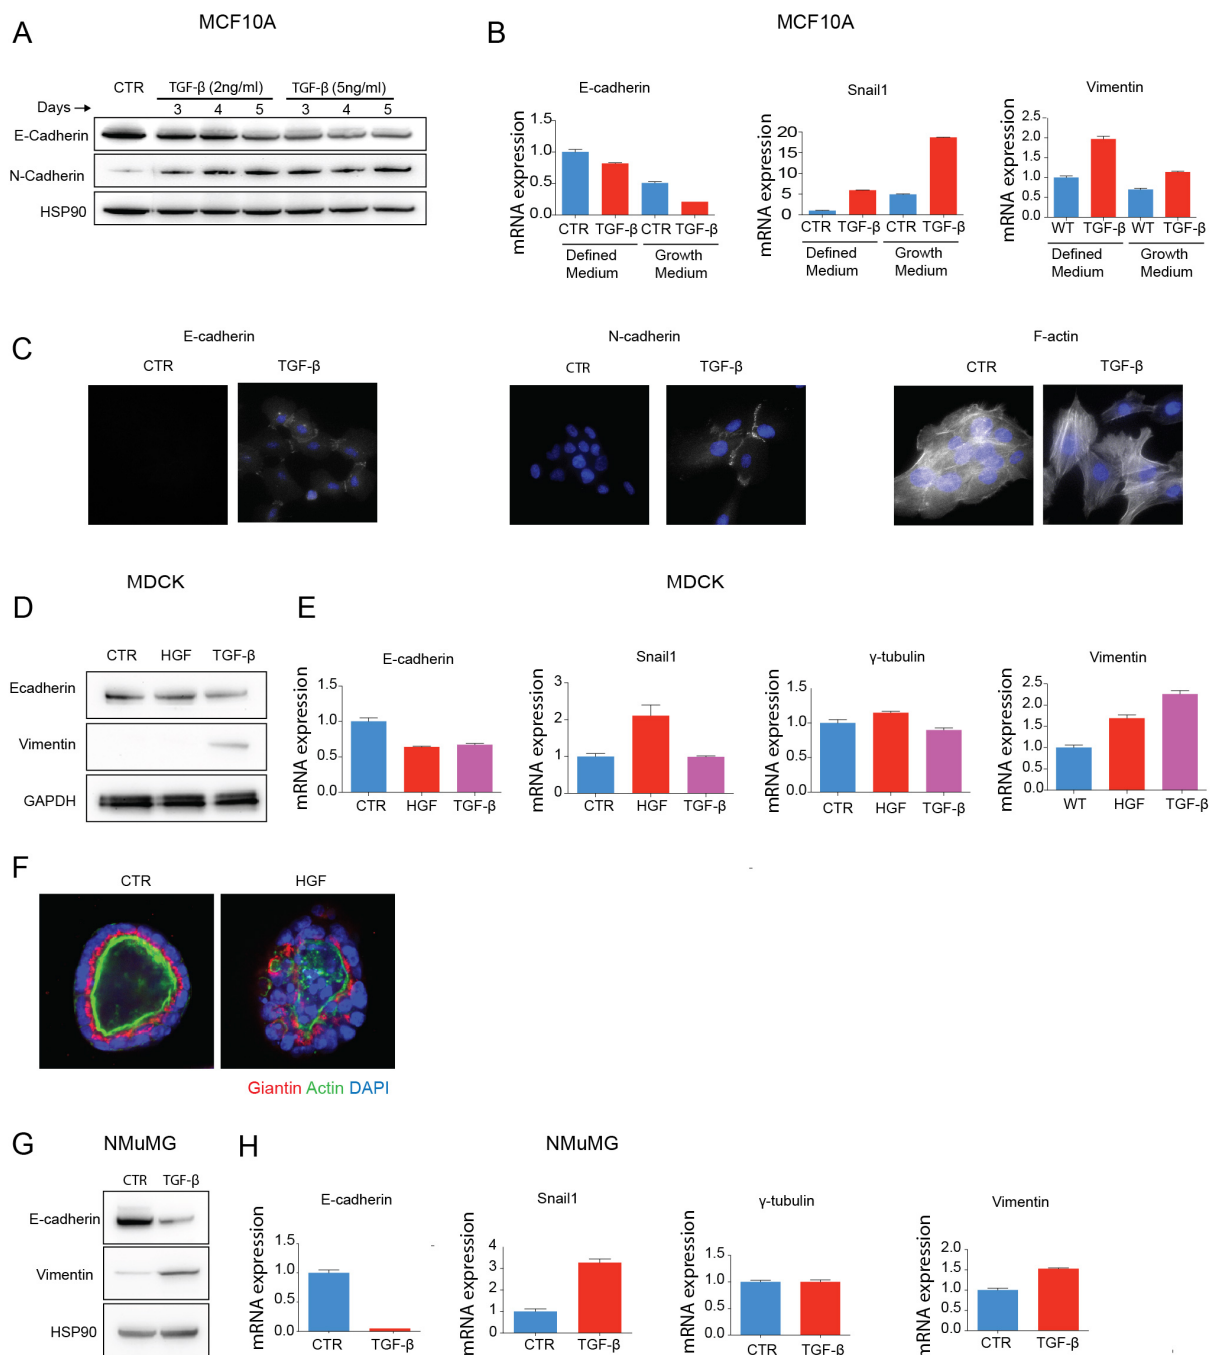 A
MCF10A
CTR
TGF-β (2ng/ml)
TGF-β (5ng/ml)
Days →
3
4
5
3
4
5
E-Cadherin
N-Cadherin
HSP90
B
MCF10A
E-cadherin
mRNA expression
1.5
1.0
0.5
0.0
CTR TGF-β CTR TGF-β
Defined Medium
Growth Medium
Snail1
mRNA expression
20
15
10
5
0
CTR TGF-β CTR TGF-β
Defined Medium
Growth Medium
Vimentin
mRNA expression
2.5
2.0
1.5
1.0
0.5
0.0
WT TGF-β WT TGF-β
Defined Medium
Growth Medium
C
E-cadherin
CTR
TGF-β
N-cadherin
CTR
TGF-β
F-actin
CTR
TGF-β
D
MDCK
CTR HGF TGF-β
Ecadherin
Vimentin
GAPDH
E
MDCK
E-cadherin
mRNA expression
1.5
1.0
0.5
0.0
CTR HGF TGF-β
Snail1
mRNA expression
3
2
1
0
CTR HGF TGF-β
γ-tubulin
mRNA expression
1.5
1.0
0.5
0.0
CTR HGF TGF-β
Vimentin
mRNA expression
2.5
2.0
1.5
1.0
0.5
0.0
WT HGF TGF-β
F
CTR
HGF
Giantin Actin DAPI
G
NMuMG
CTR TGF-β
E-cadherin
Vimentin
HSP90
H
NMuMG
E-cadherin
mRNA expression
1.5
1.0
0.5
0.0
CTR TGF-β
Snail1
mRNA expression
4
3
2
1
0
CTR TGF-β
γ-tubulin
mRNA expression
1.5
1.0
0.5
0.0
CTR TGF-β
Vimentin
mRNA expression
2.0
1.5
1.0
0.5
0.0
CTR TGF-β